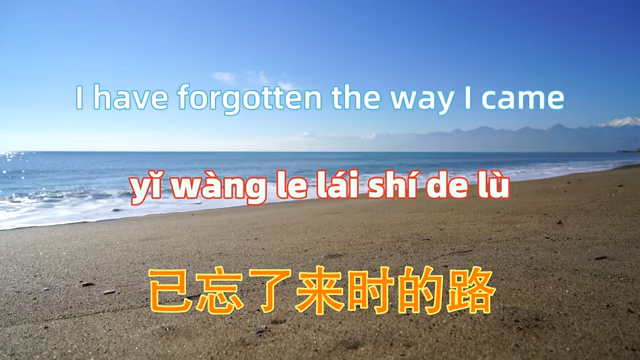 I have forgotten the way I came
yǐ wàng le lái shí de lù
已忘了来时的路